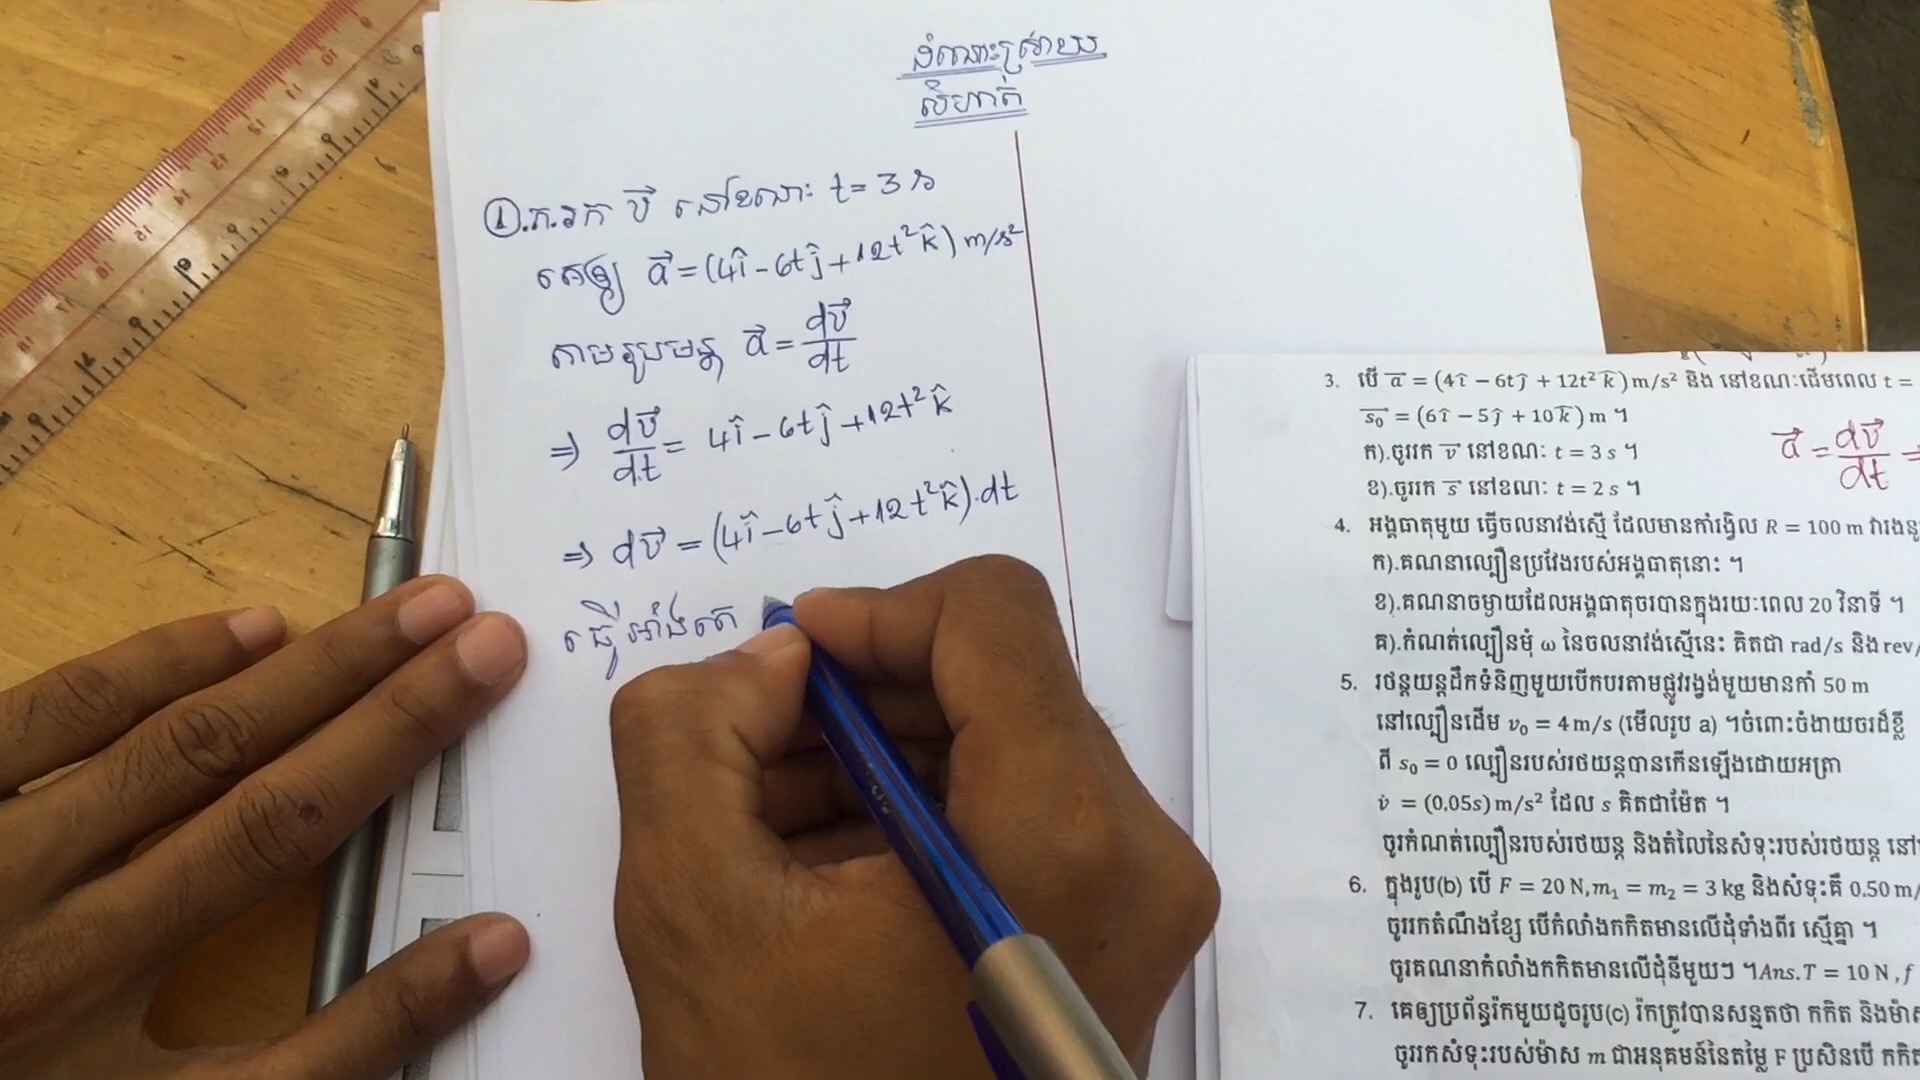 ដំណោះស្រាយ
លំហាត់
①.ក.រក v⃗ នៅខណៈ t = 3 s
គេឲ្យ a⃗ = (4î - 6tĵ + 12t²k̂) m/s²
តាមរូបមន្ត a⃗ = dv⃗/dt
⇒ dv⃗/dt = 4î - 6tĵ + 12t²k̂
⇒ dv⃗ = (4î - 6tĵ + 12t²k̂).dt
ធ្វើអាំងតេ
3. បើ a⃗ = (4î − 6tĵ + 12t² k̂)m/s² និង នៅខណៈដើមពេល t =
s₀⃗ = (6î − 5ĵ + 10k̂)m ។
ក).ចូររក v⃗ នៅខណៈ t = 3 s ។
ខ).ចូររក s⃗ នៅខណៈ t = 2 s ។
a⃗ = dv⃗/dt ⇒
4. អង្គធាតុមួយ ធ្វើចលនាវង់ស្មើ ដែលមានកាំរង្វិល R = 100 m វារងនូ
ក).គណនាល្បឿនប្រវែងរបស់អង្គធាតុនោះ ។
ខ).គណនាចម្ងាយដែលអង្គធាតុចរបានក្នុងរយៈពេល 20 វិនាទី ។
គ).កំណត់ល្បឿនមុំ ω នៃចលនាវង់ស្មើនេះ គិតជា rad/s និង rev/
5. រថន្តយន្តដឹកទំនិញមួយបើកបរតាមផ្លូវរង្វង់មួយមានកាំ 50 m
នៅល្បឿនដើម v₀ = 4 m/s (មើលរូប a) ។ចំពោះចំងាយចរដ៏ខ្លី
ពី s₀ = 0 ល្បឿនរបស់រថយន្តបានកើនឡើងដោយអត្រា
v̇ = (0,05s) m/s² ដែល s គិតជាម៉ែត ។
ចូរកំណត់ល្បឿនរបស់រថយន្ត និងតំលៃនៃសំទុះរបស់រថយន្ត នៅ
6. ក្នុងរូប(b) បើ F = 20 N, m₁ = m₂ = 3 kg និងសំទុះគឺ 0.50 m/
ចូររកតំណឹងខ្សែ បើកំលាំងកកិតមានលើដុំទាំងពីរ ស្មើគ្នា ។
ចូរគណនាកំលាំងកកិតមានលើដុំនីមួយៗ ។Ans. T = 10 N , f
7. គេឲ្យប្រព័ន្ធរ៉កមួយដូចរូប(c) រ៉កត្រូវបានសន្មតថា កកិត និងម៉ាស
ចូររកសំទុះរបស់ម៉ាស m ជាអនុគមន៍នៃតម្លៃ F ប្រសិនបើ កកិត